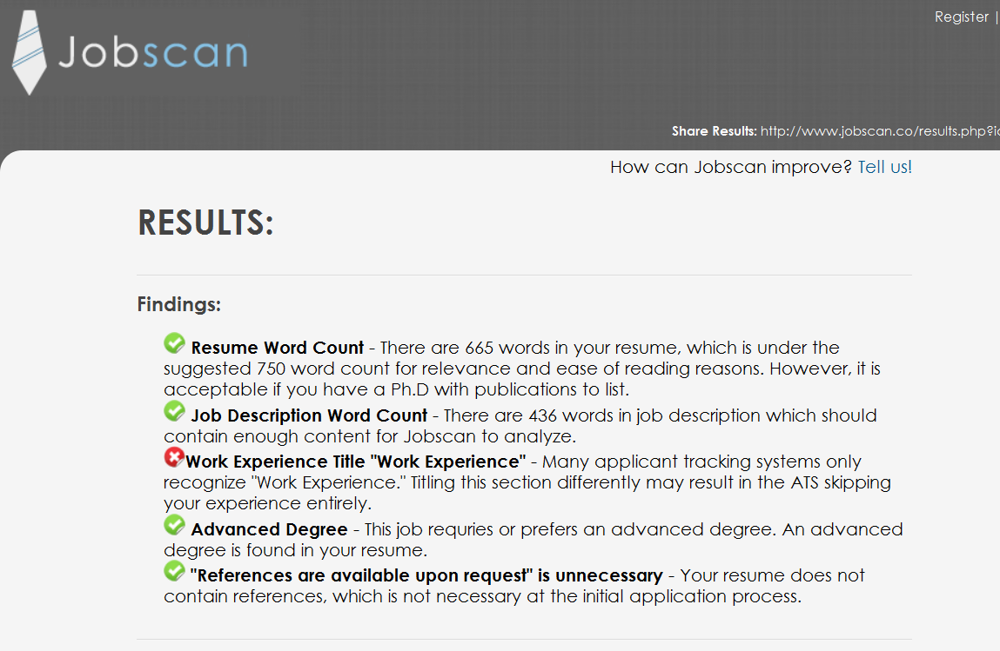 Register |
Jobscan
Share Results: http://www.jobscan.co/results.php?i
How can Jobscan improve? Tell us!
RESULTS:
Findings:
Resume Word Count - There are 665 words in your resume, which is under the
suggested 750 word count for relevance and ease of reading reasons. However, it is
acceptable if you have a Ph.D with publications to list.
Job Description Word Count - There are 436 words in job description which should
contain enough content for Jobscan to analyze.
Work Experience Title "Work Experience" - Many applicant tracking systems only
recognize "Work Experience." Titling this section differently may result in the ATS skipping
your experience entirely.
Advanced Degree - This job requries or prefers an advanced degree. An advanced
degree is found in your resume.
"References are available upon request" is unnecessary - Your resume does not
contain references, which is not necessary at the initial application process.